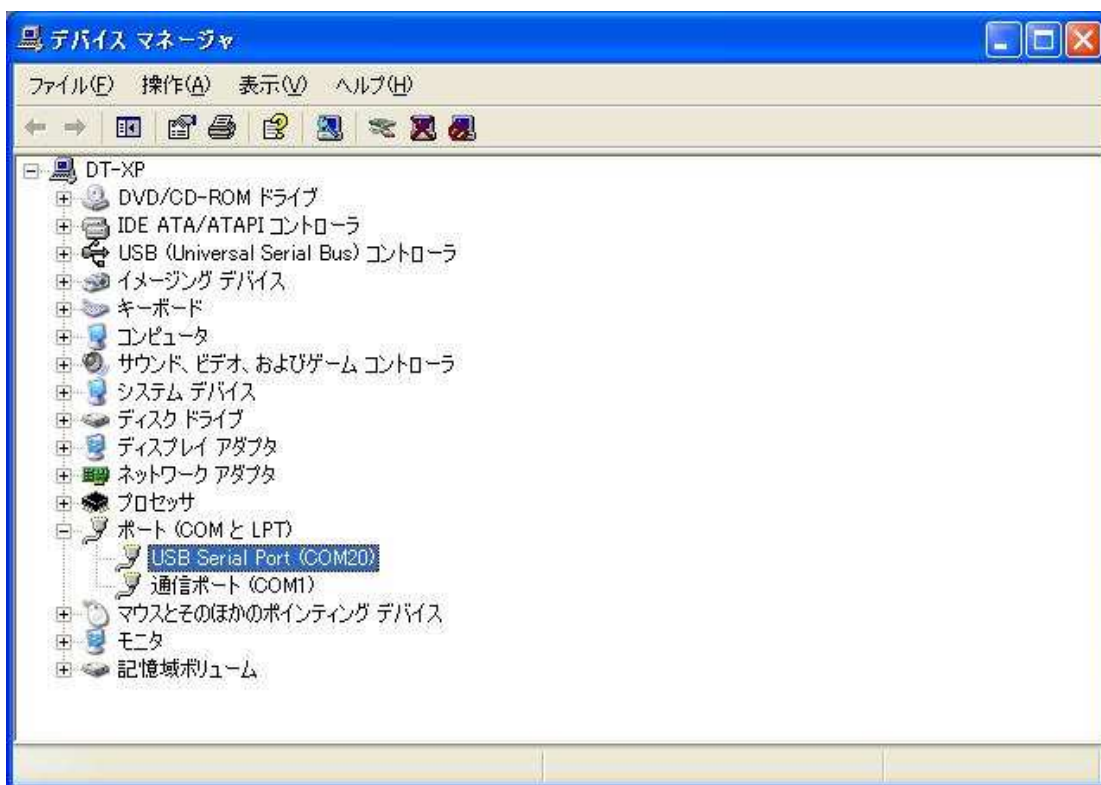 デバイス マネージャ
ファイル(F) 操作(A) 表示(V) ヘルプ(H)
DT-XP
DVD/CD-ROM ドライブ
IDE ATA/ATAPI コントローラ
USB (Universal Serial Bus) コントローラ
イメージング デバイス
キーボード
コンピュータ
サウンド、ビデオ、およびゲーム コントローラ
システム デバイス
ディスク ドライブ
ディスプレイ アダプタ
ネットワーク アダプタ
プロセッサ
ポート (COM と LPT)
USB Serial Port (COM20)
通信ポート (COM1)
マウスとそのほかのポインティング デバイス
モニタ
記憶域ボリューム